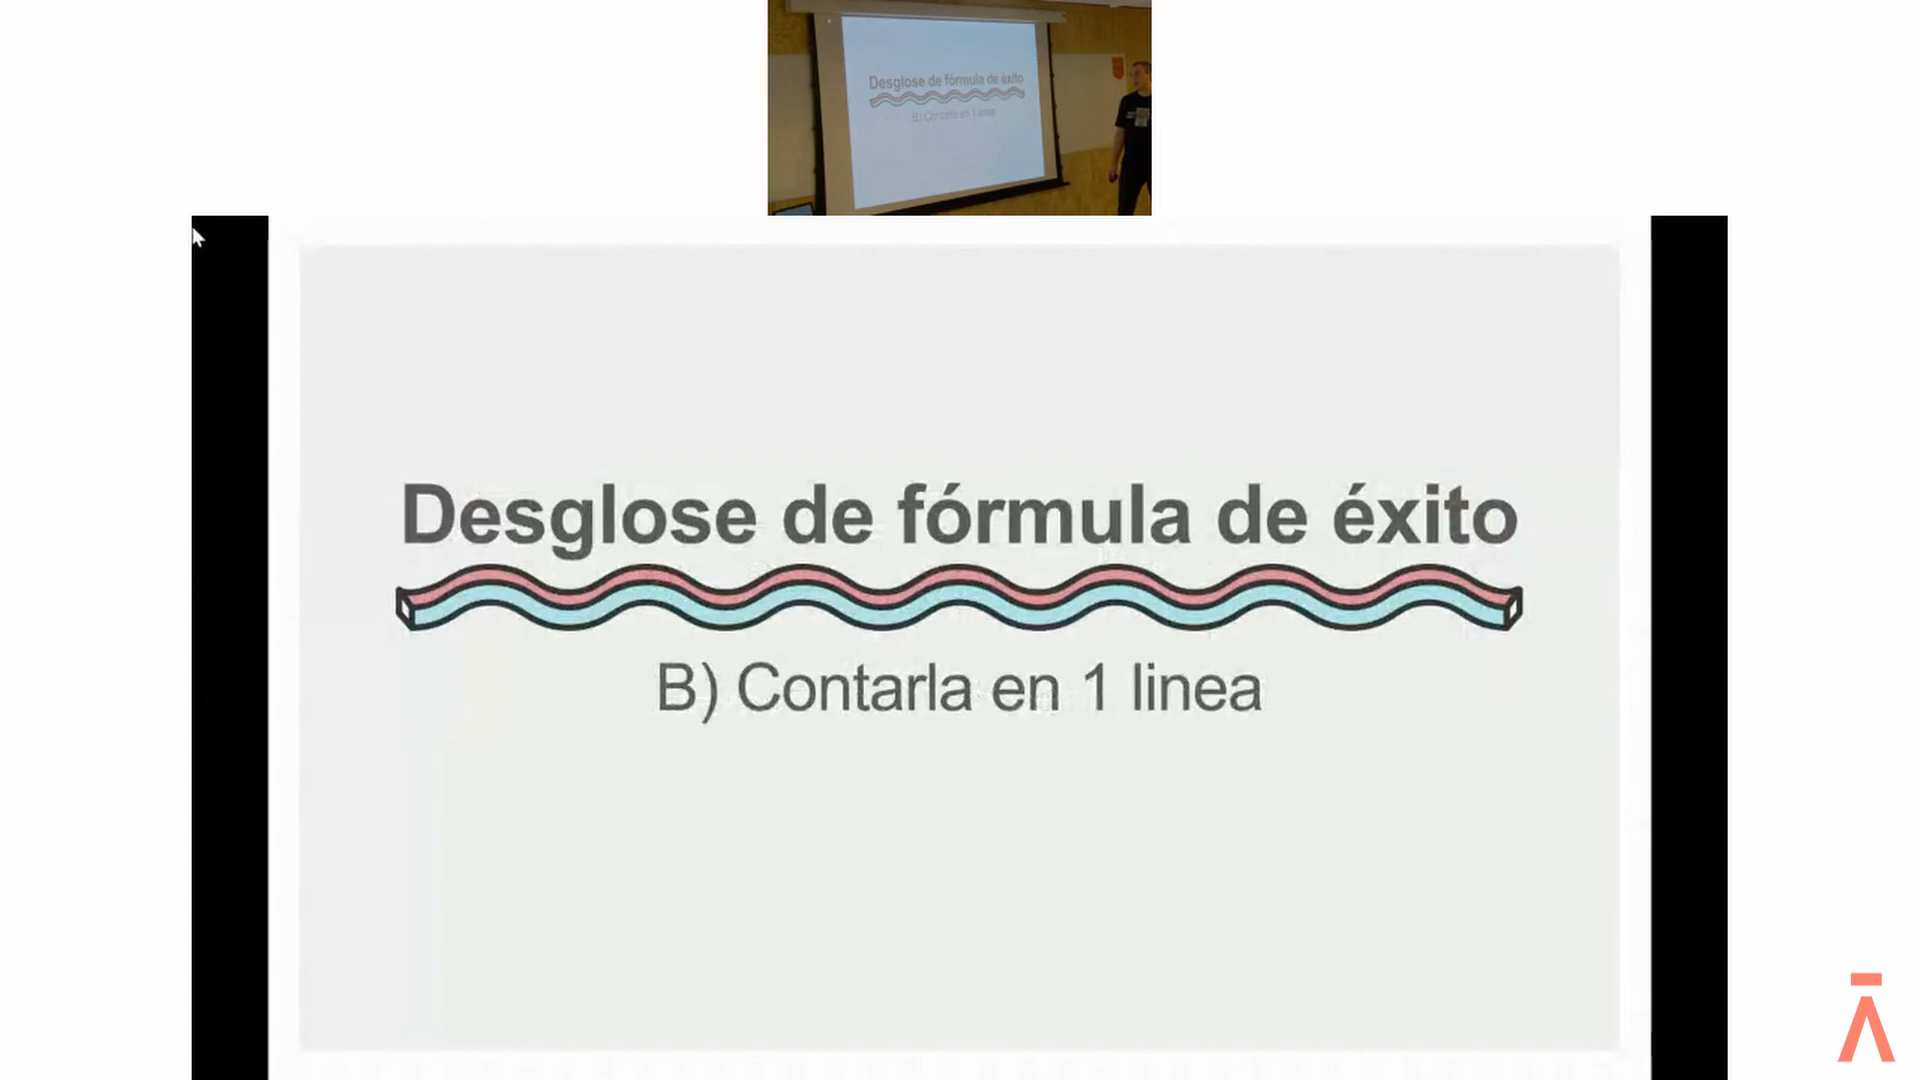 Desglose de fórmula de éxito
B) Contarla en 1 linea
Desglose de fórmula de éxito
B) Contarla en 1 linea